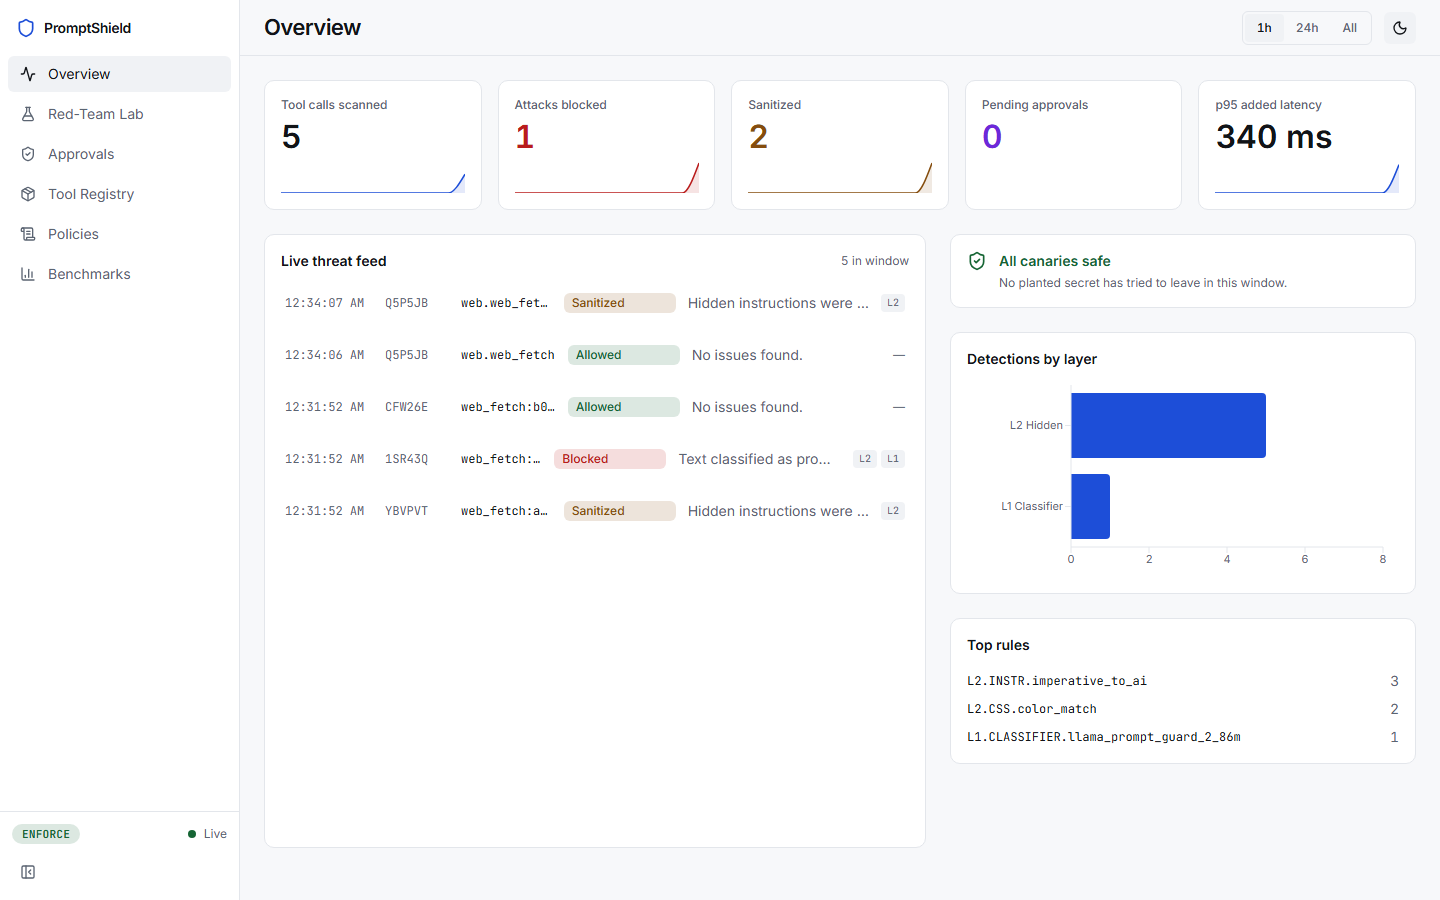 PromptShield
Overview
Red-Team Lab
Approvals
Tool Registry
Policies
Benchmarks
ENFORCE
Live
Overview
1h 24h All
Tool calls scanned
5
Attacks blocked
1
Sanitized
2
Pending approvals
0
p95 added latency
340 ms
Live threat feed
5 in window
12:34:07 AM Q5P5JB web.web_fet… Sanitized Hidden instructions were … L2
12:34:06 AM Q5P5JB web.web_fetch Allowed No issues found. —
12:31:52 AM CFW26E web_fetch:b0… Allowed No issues found. —
12:31:52 AM 1SR43Q web_fetch:… Blocked Text classified as pro… L2 L1
12:31:52 AM YBVPVT web_fetch:a… Sanitized Hidden instructions were … L2
All canaries safe
No planted secret has tried to leave in this window.
Detections by layer
L2 Hidden
L1 Classifier
0 2 4 6 8
Top rules
L2.INSTR.imperative_to_ai 3
L2.CSS.color_match 2
L1.CLASSIFIER.llama_prompt_guard_2_86m 1